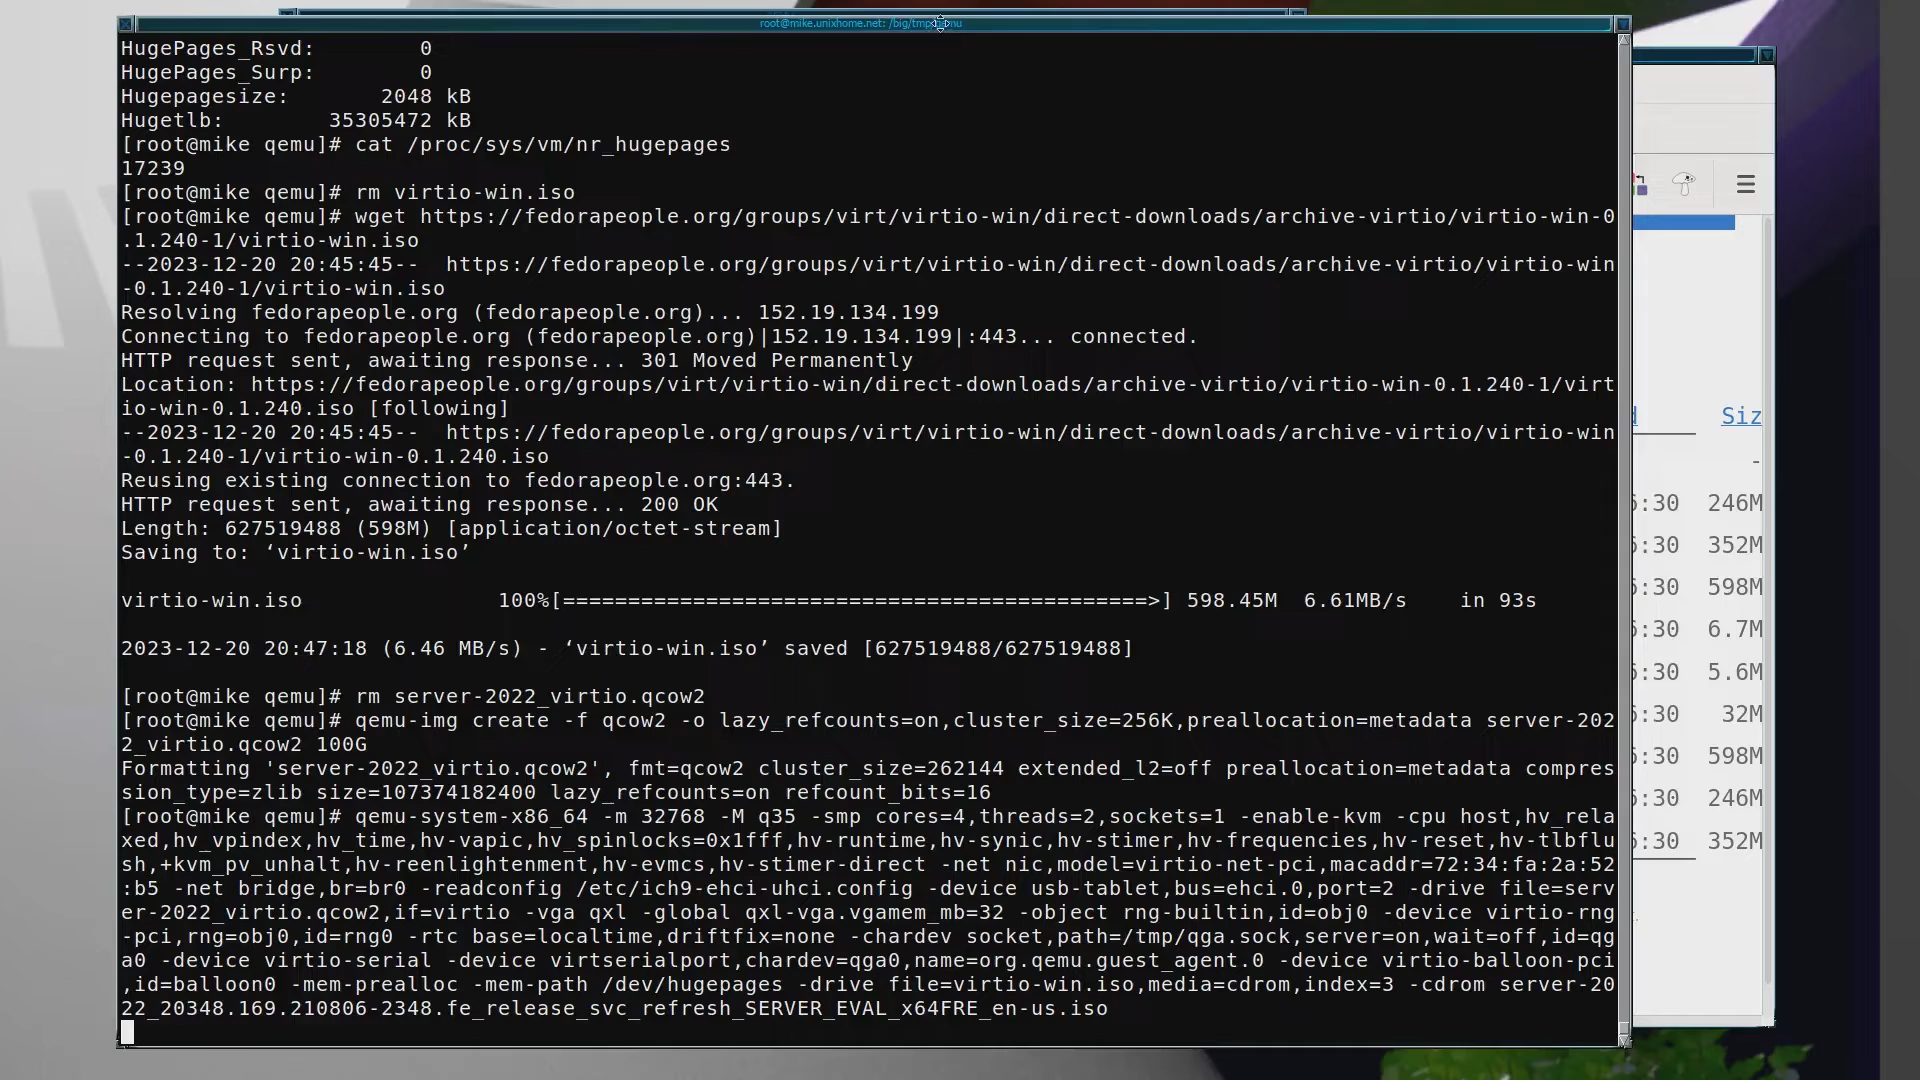 root@mike.unixhome.net: /big/tmp
HugePages_Rsvd:        0
HugePages_Surp:        0
Hugepagesize:       2048 kB
Hugetlb:        35305472 kB
[root@mike qemu]# cat /proc/sys/vm/nr_hugepages
17239
[root@mike qemu]# rm virtio-win.iso
[root@mike qemu]# wget https://fedorapeople.org/groups/virt/virtio-win/direct-downloads/archive-virtio/virtio-win-0
.1.240-1/virtio-win.iso
--2023-12-20 20:45:45--  https://fedorapeople.org/groups/virt/virtio-win/direct-downloads/archive-virtio/virtio-win
-0.1.240-1/virtio-win.iso
Resolving fedorapeople.org (fedorapeople.org)... 152.19.134.199
Connecting to fedorapeople.org (fedorapeople.org)|152.19.134.199|:443... connected.
HTTP request sent, awaiting response... 301 Moved Permanently
Location: https://fedorapeople.org/groups/virt/virtio-win/direct-downloads/archive-virtio/virtio-win-0.1.240-1/virt
io-win-0.1.240.iso [following]
--2023-12-20 20:45:45--  https://fedorapeople.org/groups/virt/virtio-win/direct-downloads/archive-virtio/virtio-win
-0.1.240-1/virtio-win-0.1.240.iso
Reusing existing connection to fedorapeople.org:443.
HTTP request sent, awaiting response... 200 OK
Length: 627519488 (598M) [application/octet-stream]
Saving to: ‘virtio-win.iso’
virtio-win.iso               100%[=============================================>] 598.45M  6.61MB/s    in 93s
2023-12-20 20:47:18 (6.46 MB/s) - ‘virtio-win.iso’ saved [627519488/627519488]
[root@mike qemu]# rm server-2022_virtio.qcow2
[root@mike qemu]# qemu-img create -f qcow2 -o lazy_refcounts=on,cluster_size=256K,preallocation=metadata server-202
2_virtio.qcow2 100G
Formatting 'server-2022_virtio.qcow2', fmt=qcow2 cluster_size=262144 extended_l2=off preallocation=metadata compres
sion_type=zlib size=107374182400 lazy_refcounts=on refcount_bits=16
[root@mike qemu]# qemu-system-x86_64 -m 32768 -M q35 -smp cores=4,threads=2,sockets=1 -enable-kvm -cpu host,hv_rela
xed,hv_vpindex,hv_time,hv-vapic,hv_spinlocks=0x1fff,hv-runtime,hv-synic,hv-stimer,hv-frequencies,hv-reset,hv-tlbflu
sh,+kvm_pv_unhalt,hv-reenlightenment,hv-evmcs,hv-stimer-direct -net nic,model=virtio-net-pci,macaddr=72:34:fa:2a:52
:b5 -net bridge,br=br0 -readconfig /etc/ich9-ehci-uhci.config -device usb-tablet,bus=ehci.0,port=2 -drive file=serv
er-2022_virtio.qcow2,if=virtio -vga qxl -global qxl-vga.vgamem_mb=32 -object rng-builtin,id=obj0 -device virtio-rng
-pci,rng=obj0,id=rng0 -rtc base=localtime,driftfix=none -chardev socket,path=/tmp/qga.sock,server=on,wait=off,id=qg
a0 -device virtio-serial -device virtserialport,chardev=qga0,name=org.qemu.guest_agent.0 -device virtio-balloon-pci
,id=balloon0 -mem-prealloc -mem-path /dev/hugepages -drive file=virtio-win.iso,media=cdrom,index=3 -cdrom server-20
22_20348.169.210806-2348.fe_release_svc_refresh_SERVER_EVAL_x64FRE_en-us.iso
d Siz
-
:30 246M
:30 352M
:30 598M
:30 6.7M
:30 5.6M
:30 32M
:30 598M
:30 246M
:30 352M